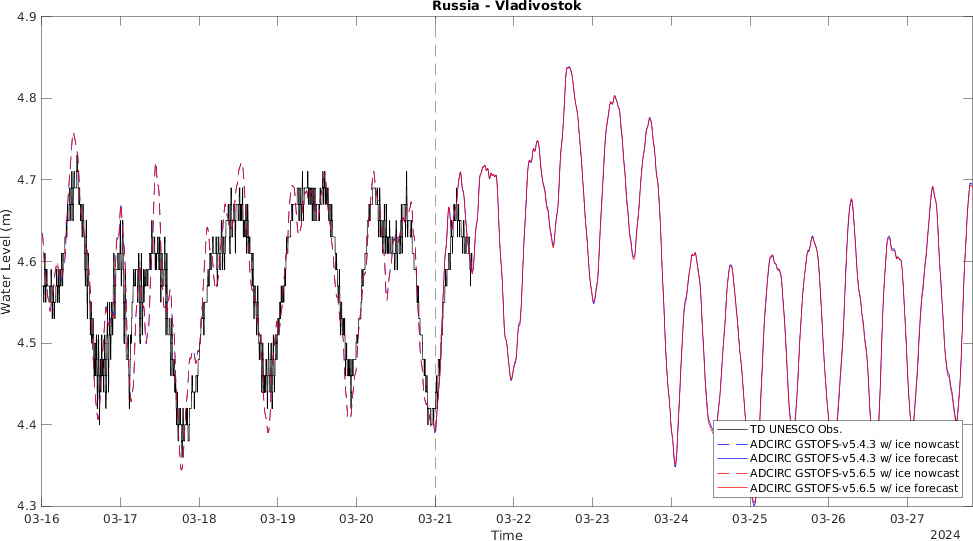 Russia - Vladivostok
4.9
4.8
4.7
4.6
4.5
4.4
4.3
Water Level (m)
TD UNESCO Obs.
ADCIRC GSTOFS-v5.4.3 w/ ice nowcast
ADCIRC GSTOFS-v5.4.3 w/ ice forecast
ADCIRC GSTOFS-v5.6.5 w/ ice nowcast
ADCIRC GSTOFS-v5.6.5 w/ ice forecast
03-16 03-17 03-18 03-19 03-20 03-21 03-22 03-23 03-24 03-25 03-26 03-27
Time
2024